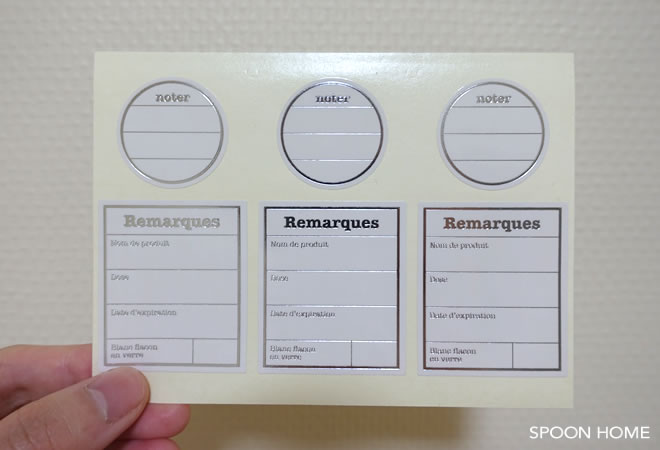 noter noter noter
Remarques Remarques Remarques
Nom de produit Nom de produit Nom de produit
Dose Dose Dose
Date d'expiration Date d'expiration Date d'expiration
Blanc flacon Blanc flacon Blanc flacon
en verre en verre en verre
SPOON HOME